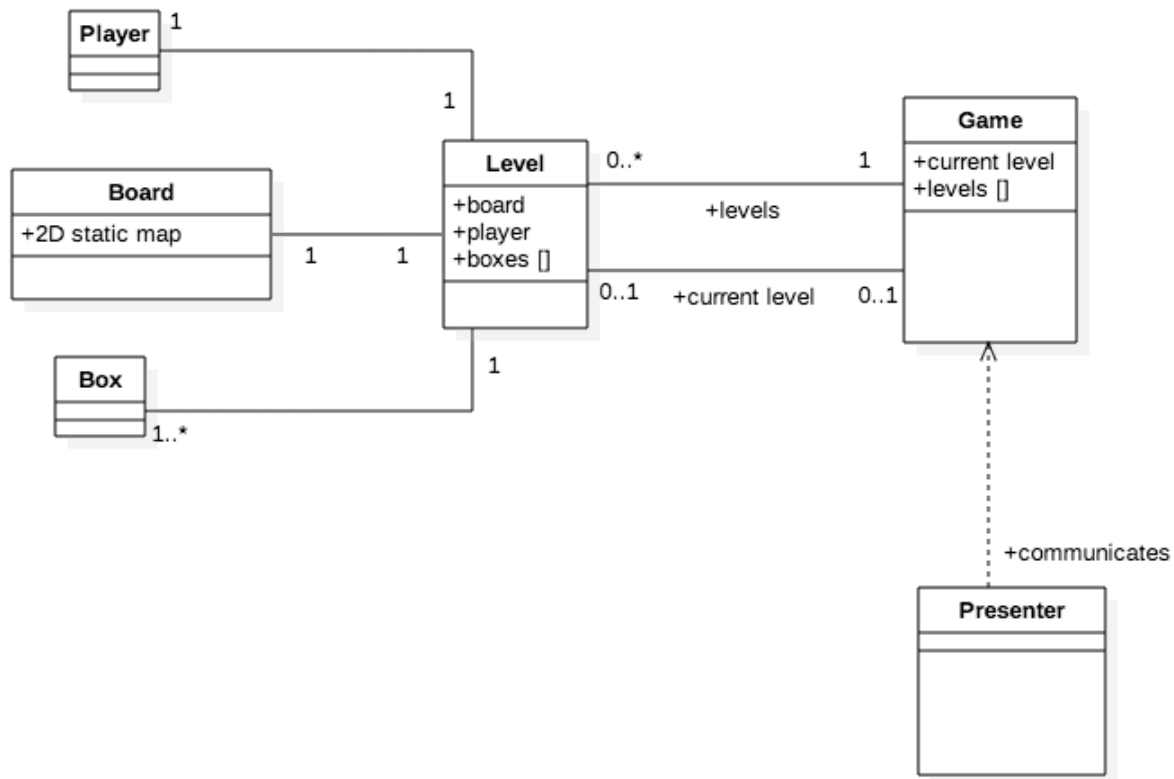 Player
1
1
Board
+2D static map
1
1
Level
+board
+player
+boxes []
0..*
1
+levels
0..1
+current level
0..1
Game
+current level
+levels []
Box
1..*
1
+communicates
Presenter